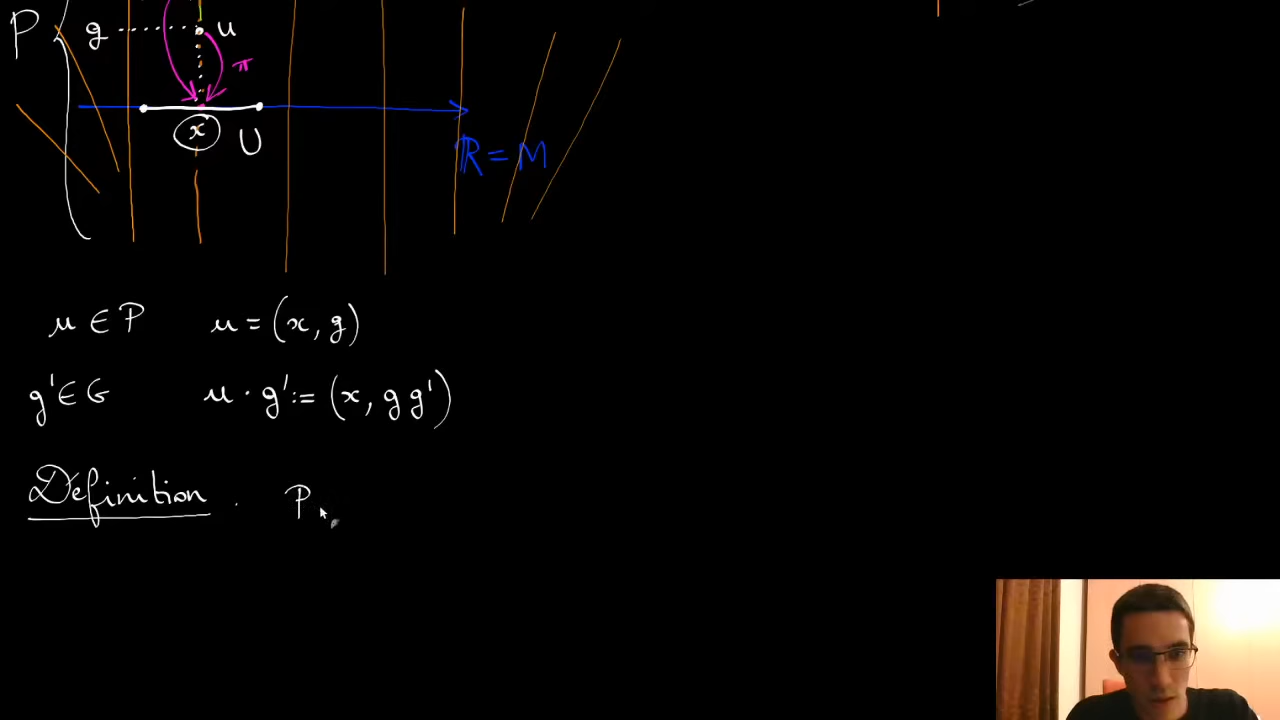 P g u
π
x U
ℝ = M
u ∈ P u = (x, g)
g' ∈ G u · g' := (x, g g')
Definition . P